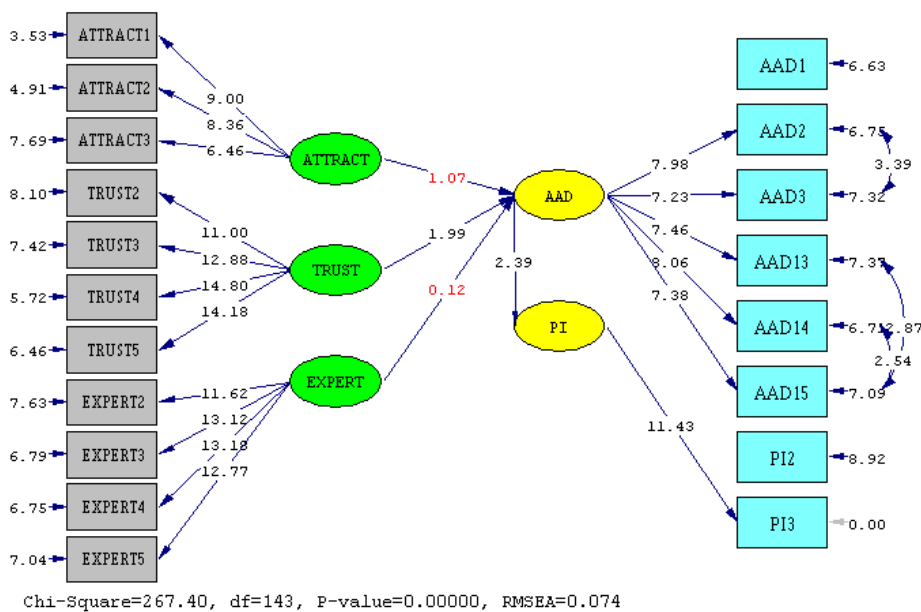 3.53 ATTRACT1
4.91 ATTRACT2
7.69 ATTRACT3
8.10 TRUST2
7.42 TRUST3
5.72 TRUST4
6.46 TRUST5
7.63 EXPERT2
6.79 EXPERT3
6.75 EXPERT4
7.04 EXPERT5
9.00
8.36
6.46
11.00
12.88
14.80
14.18
11.62
13.12
13.18
12.77
ATTRACT
TRUST
EXPERT
1.07
1.99
0.12
AAD
2.39
PI
7.98
7.23
7.46
8.06
7.38
11.43
AAD1 6.63
AAD2 6.75
3.39
AAD3 7.32
AAD13 7.37
AAD14
2.54
AAD15 7.09
PI2 8.92
PI3 0.00
Chi-Square=267.40, df=143, P-value=0.00000, RMSEA=0.074